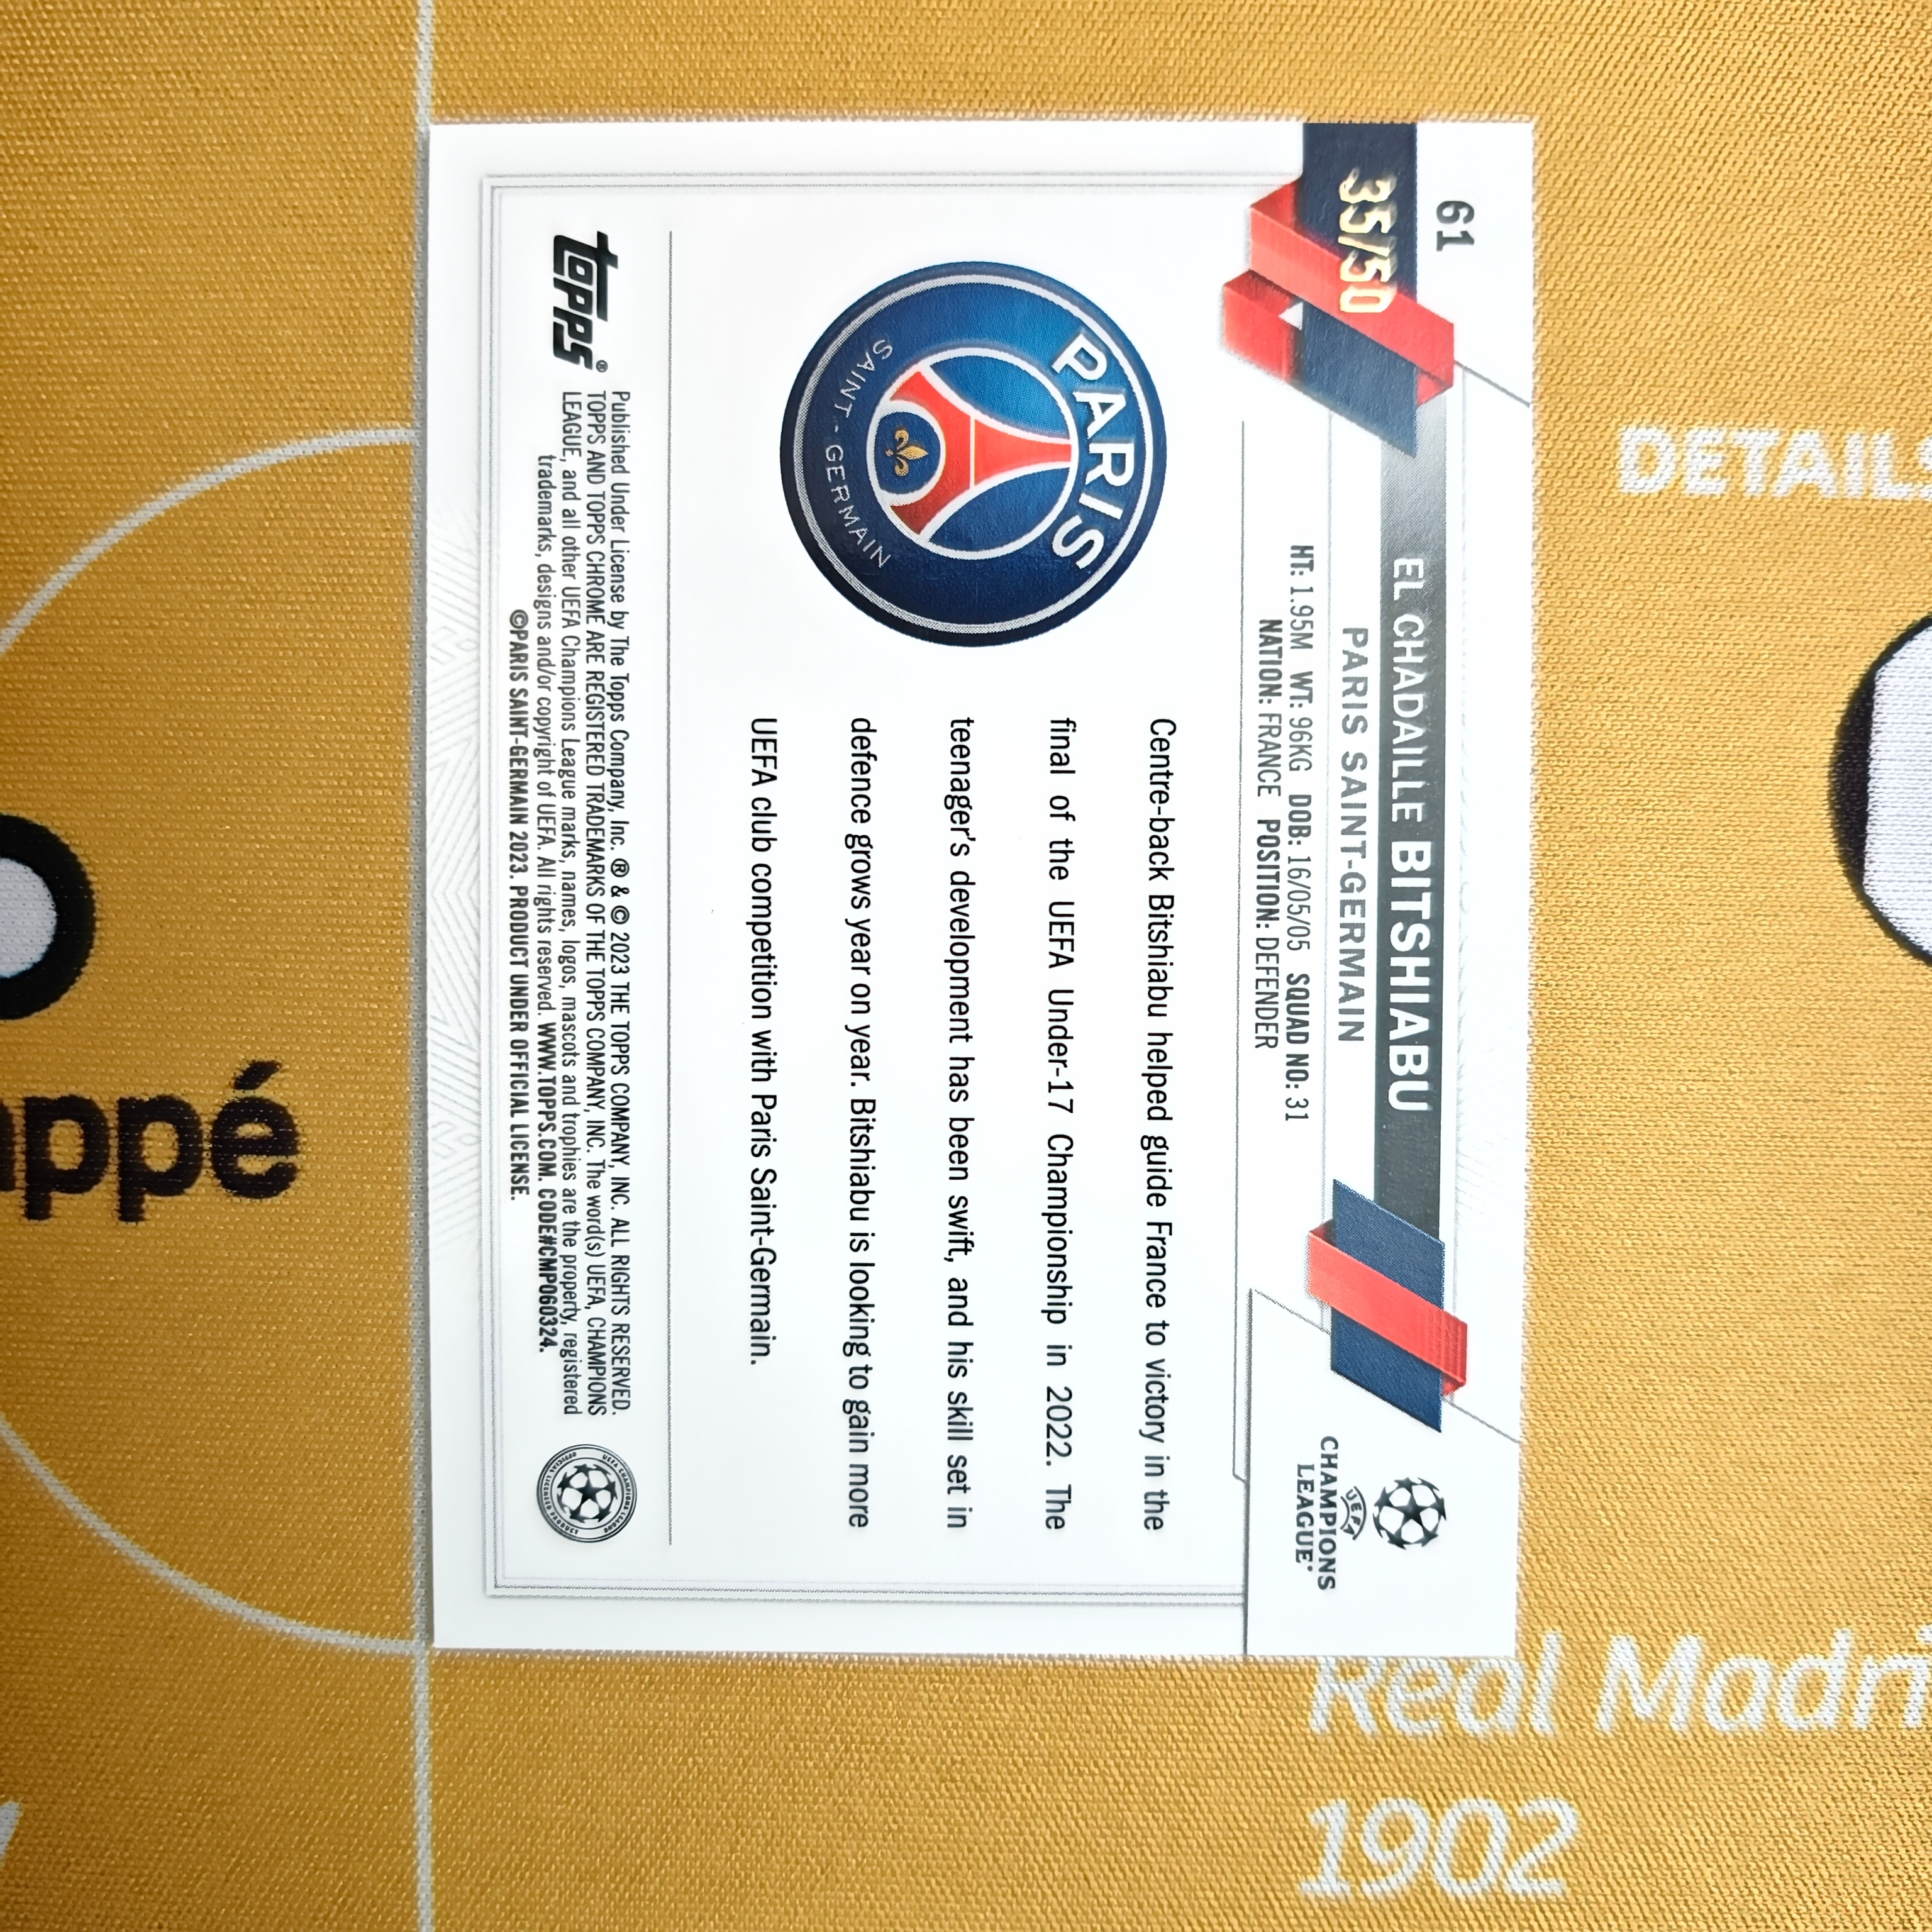 61
35/50
EL CHADAILLE BITSHIABU
PARIS SAINT-GERMAIN
HT: 1.95M WT: 96KG DOB: 16/05/05 SQUAD NO: 31
NATION: FRANCE POSITION: DEFENDER
UEFA
CHAMPIONS
LEAGUE
PARIS
SAINT-GERMAIN
Centre-back Bitshiabu helped guide France to victory in the
final of the UEFA Under-17 Championship in 2022. The
teenager's development has been swift, and his skill set in
defence grows year on year. Bitshiabu is looking to gain more
UEFA club competition with Paris Saint-Germain.
topps®
Published Under License by The Topps Company, Inc. ® & © 2023 THE TOPPS COMPANY, INC. ALL RIGHTS RESERVED.
TOPPS AND TOPPS CHROME ARE REGISTERED TRADEMARKS OF THE TOPPS COMPANY, INC. The word(s) UEFA, CHAMPIONS
LEAGUE, and all other UEFA Champions League marks, names, logos, mascots and trophies are the property, registered
trademarks, designs and/or copyright of UEFA. All rights reserved. WWW.TOPPS.COM. CODE#CMP060324.
©PARIS SAINT-GERMAIN 2023. PRODUCT UNDER OFFICIAL LICENSE.
DETAILS
appé
Real Madri
1902